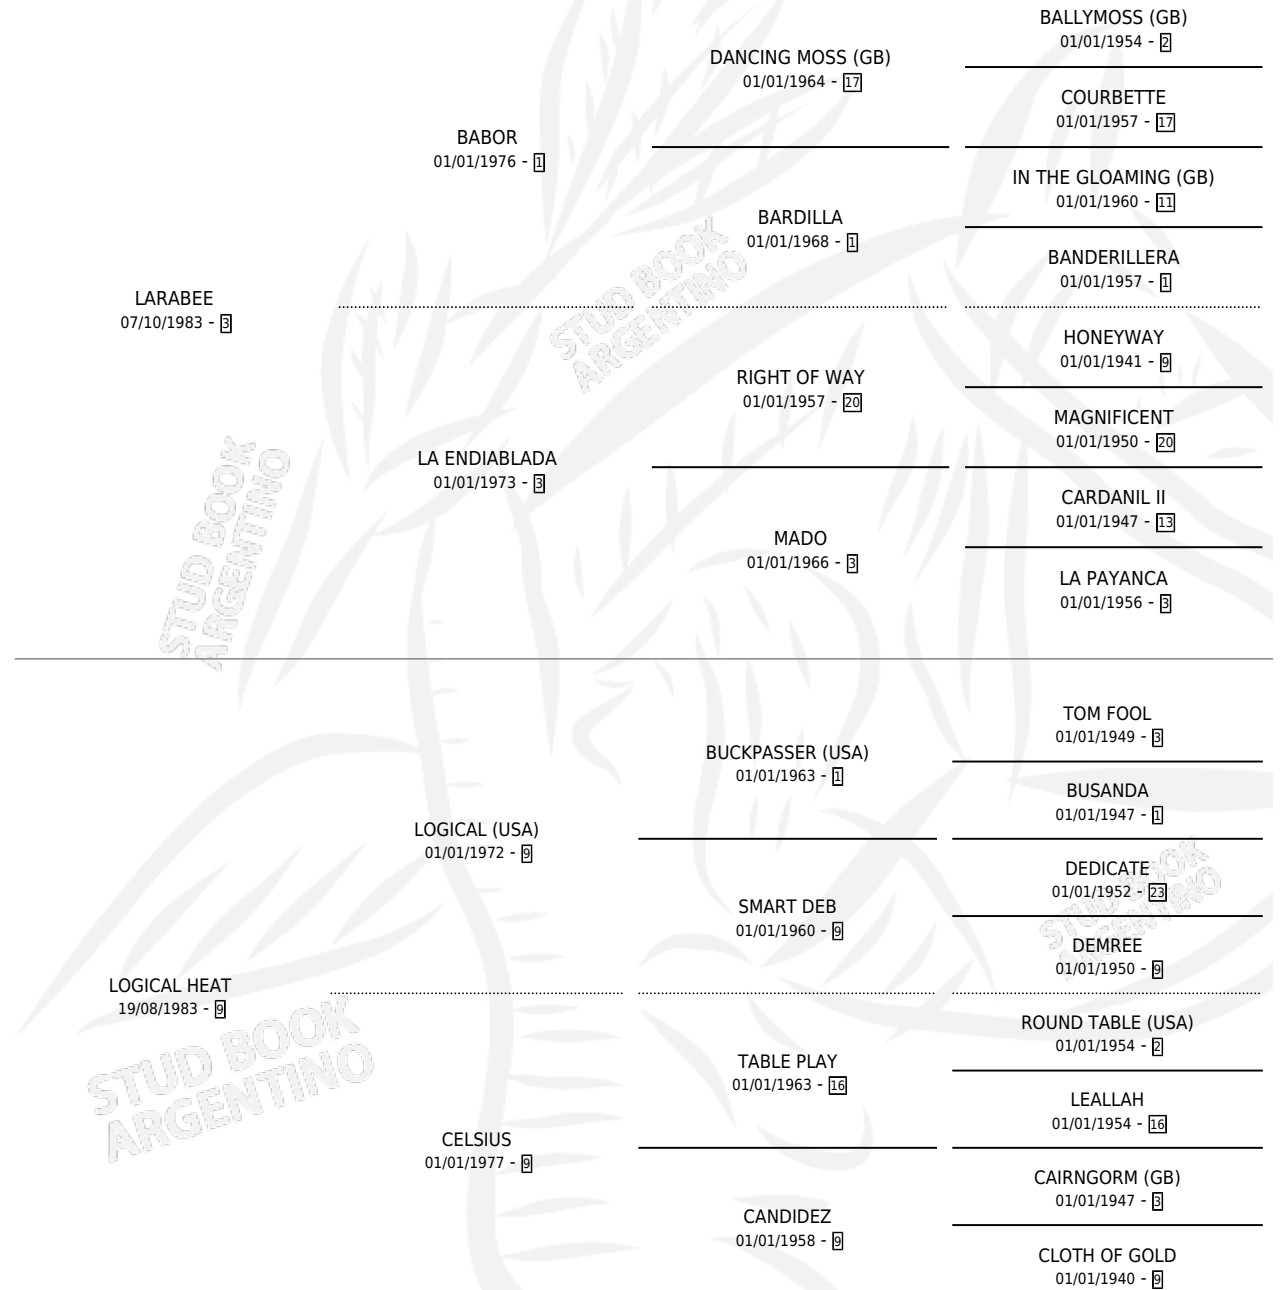 BALLYMOSS (GB)
01/01/1954 - 2
DANCING MOSS (GB)
01/01/1964 - 17
COURBETTE
01/01/1957 - 17
BABOR
01/01/1976 - 1
IN THE GLOAMING (GB)
01/01/1960 - 11
BARDILLA
01/01/1968 - 1
BANDERILLERA
01/01/1957 - 1
LARABEE
07/10/1983 - 3
HONEYWAY
01/01/1941 - 9
RIGHT OF WAY
01/01/1957 - 20
MAGNIFICENT
01/01/1950 - 20
LA ENDIABLADA
01/01/1973 - 3
CARDANIL II
01/01/1947 - 13
MADO
01/01/1966 - 3
LA PAYANCA
01/01/1956 - 3
STUD BOOK
ARGENTINO
STUD BOOK
ARGENTINO
TOM FOOL
01/01/1949 - 3
BUCKPASSER (USA)
01/01/1963 - 1
BUSANDA
01/01/1947 - 1
LOGICAL (USA)
01/01/1972 - 9
DEDICATE
01/01/1952 - 23
SMART DEB
01/01/1960 - 9
DEMREE
01/01/1950 - 9
LOGICAL HEAT
19/08/1983 - 9
ROUND TABLE (USA)
01/01/1954 - 2
TABLE PLAY
01/01/1963 - 16
LEALLAH
01/01/1954 - 16
CELSIUS
01/01/1977 - 9
CAIRNGORM (GB)
01/01/1947 - 3
CANDIDEZ
01/01/1958 - 9
CLOTH OF GOLD
01/01/1940 - 9
STUD BOOK
ARGENTINO
STUD BOOK
ARGENTINO